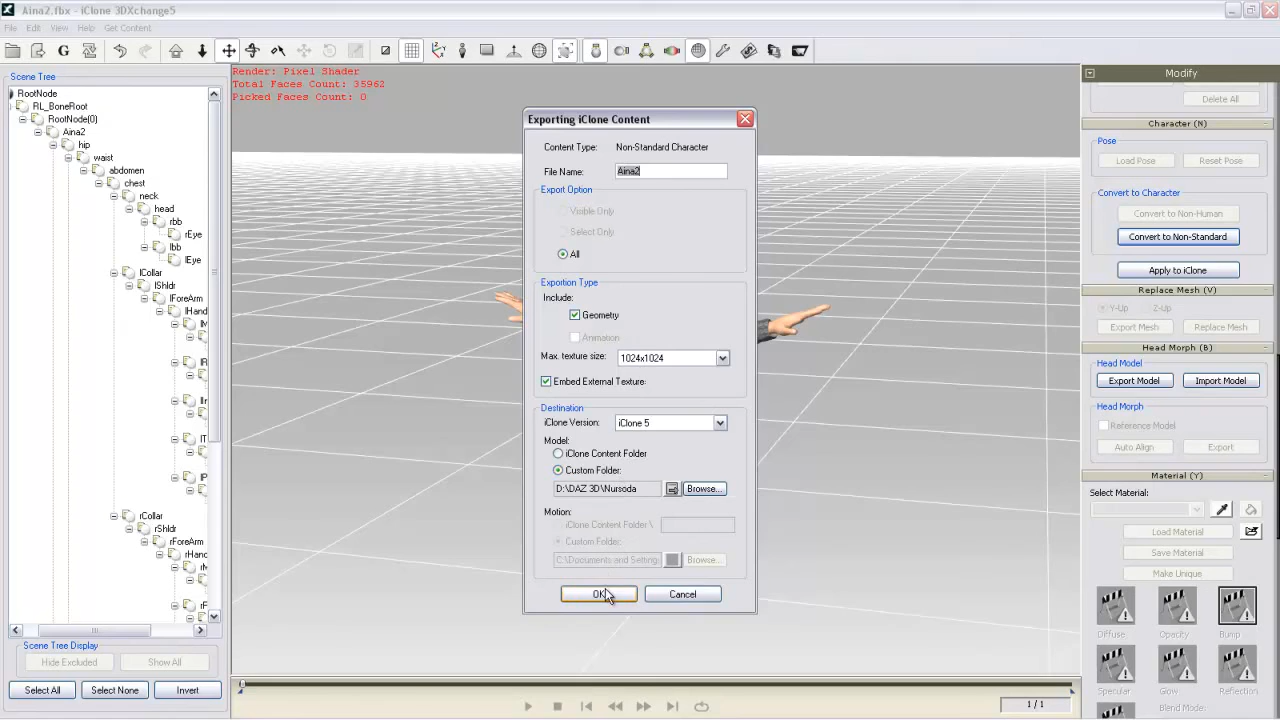 Aina2.fbx - iClone 3DXchange5
File Edit View Help Get Content
G
Scene Tree
RootNode
RL_BoneRoot
RootNode(0)
Aina2
hip
waist
abdomen
chest
neck
head
rbb
rEye
lbb
lEye
lCollar
lShldr
lForeArm
lHand
rCollar
rShldr
rForeArm
rHand
Scene Tree Display
Hide Excluded Show All
Select All Select None Invert
Render: Pixel Shader
Total Faces Count: 35962
Picked Faces Count: 0
Exporting iClone Content
Content Type: Non-Standard Character
File Name: Aina2
Export Option
Visible Only
Select Only
All
Exportion Type
Include:
Geometry
Animation
Max. texture size: 1024x1024
Embed External Texture:
Destination
iClone Version: iClone 5
Model:
iClone Content Folder
Custom Folder:
D:\DAZ 3D\Nursoda Browse...
Motion:
iClone Content Folder \
Custom Folder:
C:\Documents and Setting: Browse...
OK Cancel
1 / 1
Modify
Delete All
Character (N)
Pose
Load Pose Reset Pose
Convert to Character
Convert to Non-Human
Convert to Non-Standard
Apply to iClone
Replace Mesh (V)
Y-Up Z-Up
Export Mesh Replace Mesh
Head Morph (B)
Head Model
Export Model Import Model
Head Morph
Reference Model
Auto Align Export
Material (Y)
Select Material:
Load Material
Save Material
Make Unique
Diffuse Opacity Bump
Specular Glow Reflection
Blend Mode: